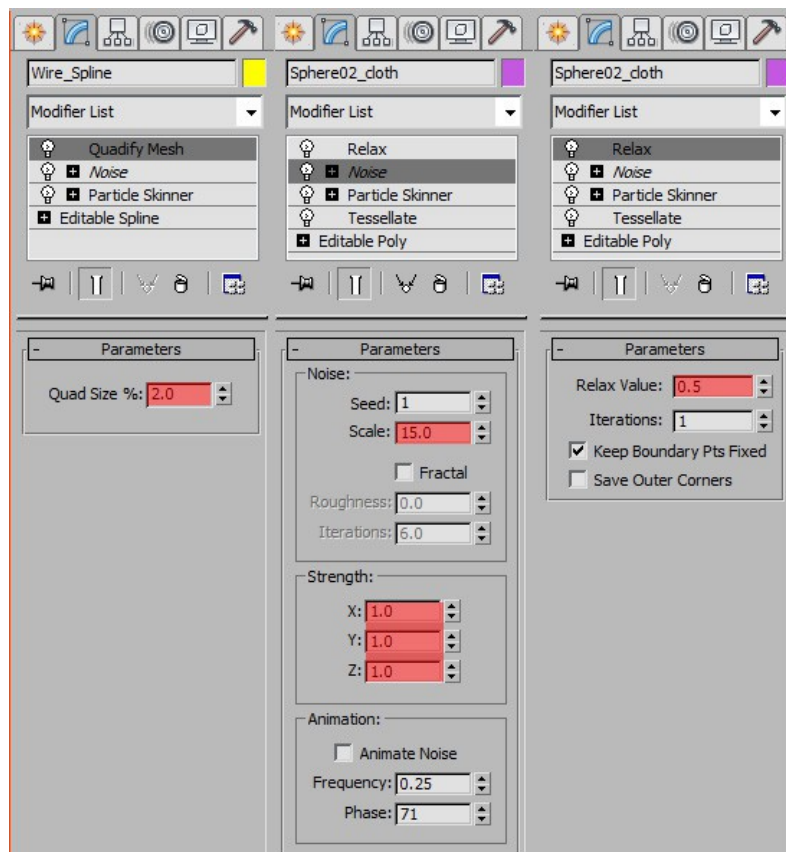 Wire_Spline
Modifier List
Quadify Mesh
Noise
Particle Skinner
Editable Spline
- Parameters
Quad Size %: 2.0
Sphere02_cloth
Modifier List
Relax
Noise
Particle Skinner
Tessellate
Editable Poly
- Parameters
Noise:
Seed: 1
Scale: 15.0
Fractal
Roughness: 0.0
Iterations: 6.0
Strength:
X: 1.0
Y: 1.0
Z: 1.0
Animation:
Animate Noise
Frequency: 0.25
Phase: 71
Sphere02_cloth
Modifier List
Relax
Noise
Particle Skinner
Tessellate
Editable Poly
- Parameters
Relax Value: 0.5
Iterations: 1
Keep Boundary Pts Fixed
Save Outer Corners